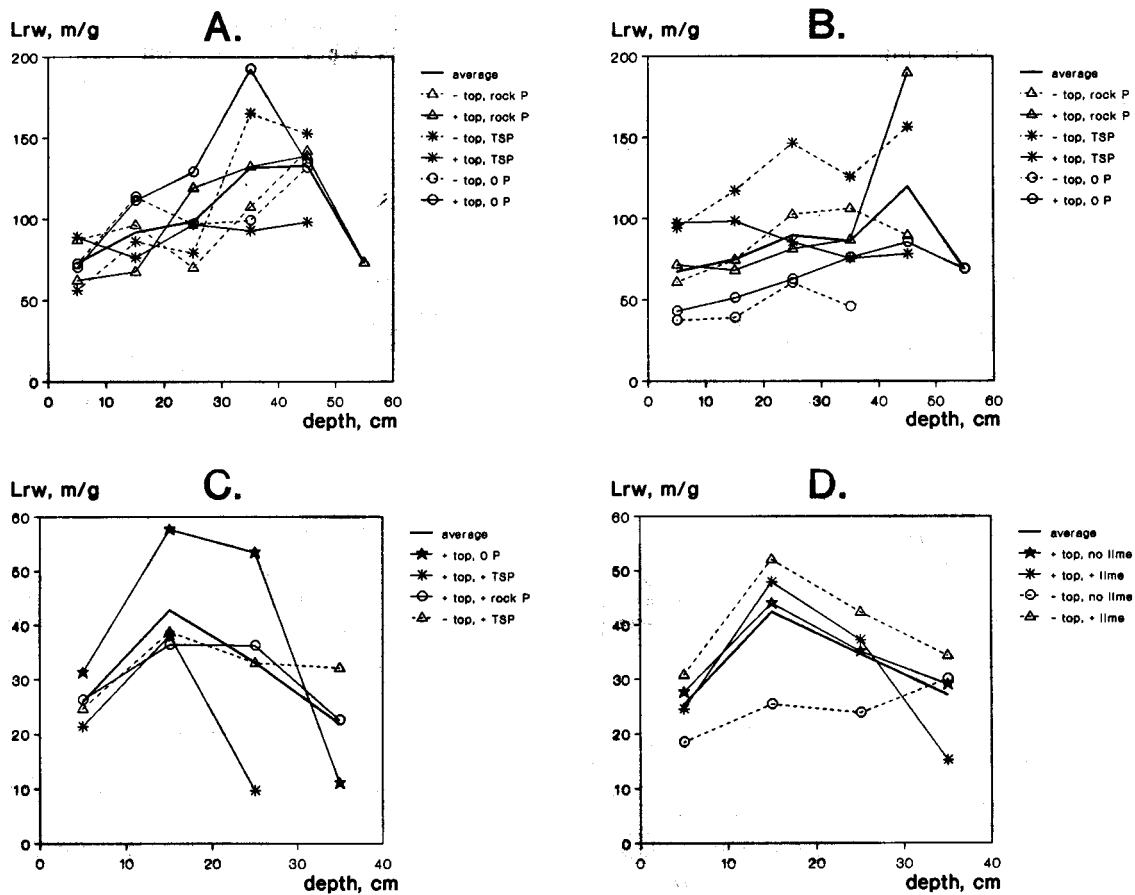 Lrw, m/g
A.
200
150
100
50
0
0 10 20 30 40 50 60
depth, cm
average
- top, rock P
+ top, rock P
- top, TSP
+ top, TSP
- top, 0 P
+ top, 0 P
Lrw, m/g
B.
200
150
100
50
0
0 10 20 30 40 50 60
depth, cm
average
- top, rock P
+ top, rock P
- top, TSP
+ top, TSP
- top, 0 P
+ top, 0 P
Lrw, m/g
C.
60
50
40
30
20
10
0
0 10 20 30 40
depth, cm
average
+ top, 0 P
+ top, + TSP
+ top, + rock P
- top, + TSP
Lrw, m/g
D.
60
50
40
30
20
10
0
0 10 20 30 40
depth, cm
average
+ top, no lime
+ top, + lime
- top, no lime
- top, + lime